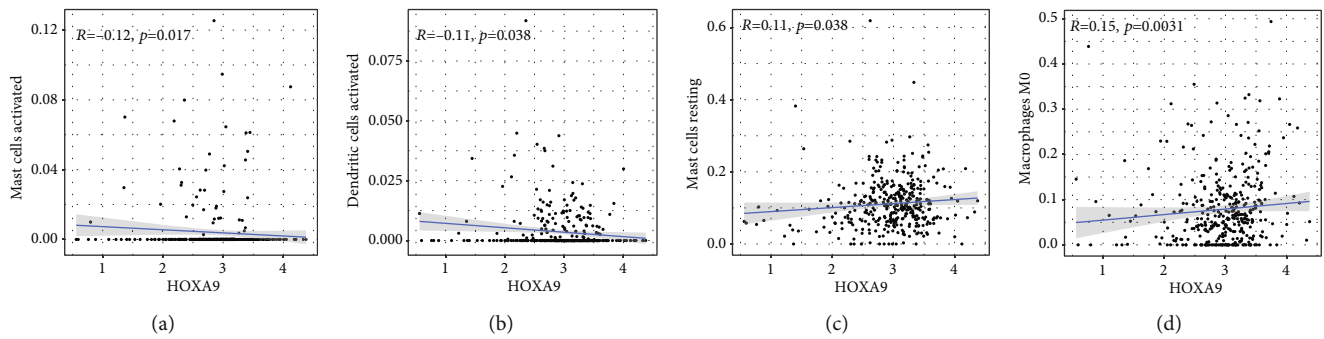 R=−0.12, p=0.017
Mast cells activated
0.12
0.08
0.04
0.00
1 2 3 4
HOXA9
(a)
R=−0.11, p=0.038
Dendritic cells activated
0.075
0.050
0.025
0.000
1 2 3 4
HOXA9
(b)
R=0.11, p=0.038
Mast cells resting
0.6
0.4
0.2
0.0
1 2 3 4
HOXA9
(c)
R=0.15, p=0.0031
Macrophages M0
0.5
0.4
0.3
0.2
0.1
0.0
1 2 3 4
HOXA9
(d)